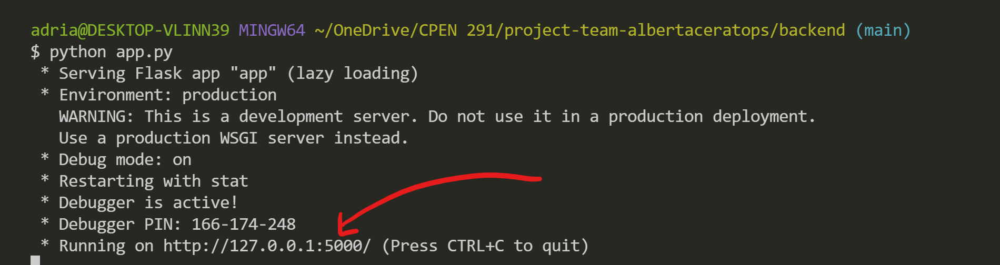 adria@DESKTOP-VLINN39 MINGW64 ~/OneDrive/CPEN 291/project-team-albertaceratops/backend (main)
$ python app.py
 * Serving Flask app "app" (lazy loading)
 * Environment: production
   WARNING: This is a development server. Do not use it in a production deployment.
   Use a production WSGI server instead.
 * Debug mode: on
 * Restarting with stat
 * Debugger is active!
 * Debugger PIN: 166-174-248
 * Running on http://127.0.0.1:5000/ (Press CTRL+C to quit)